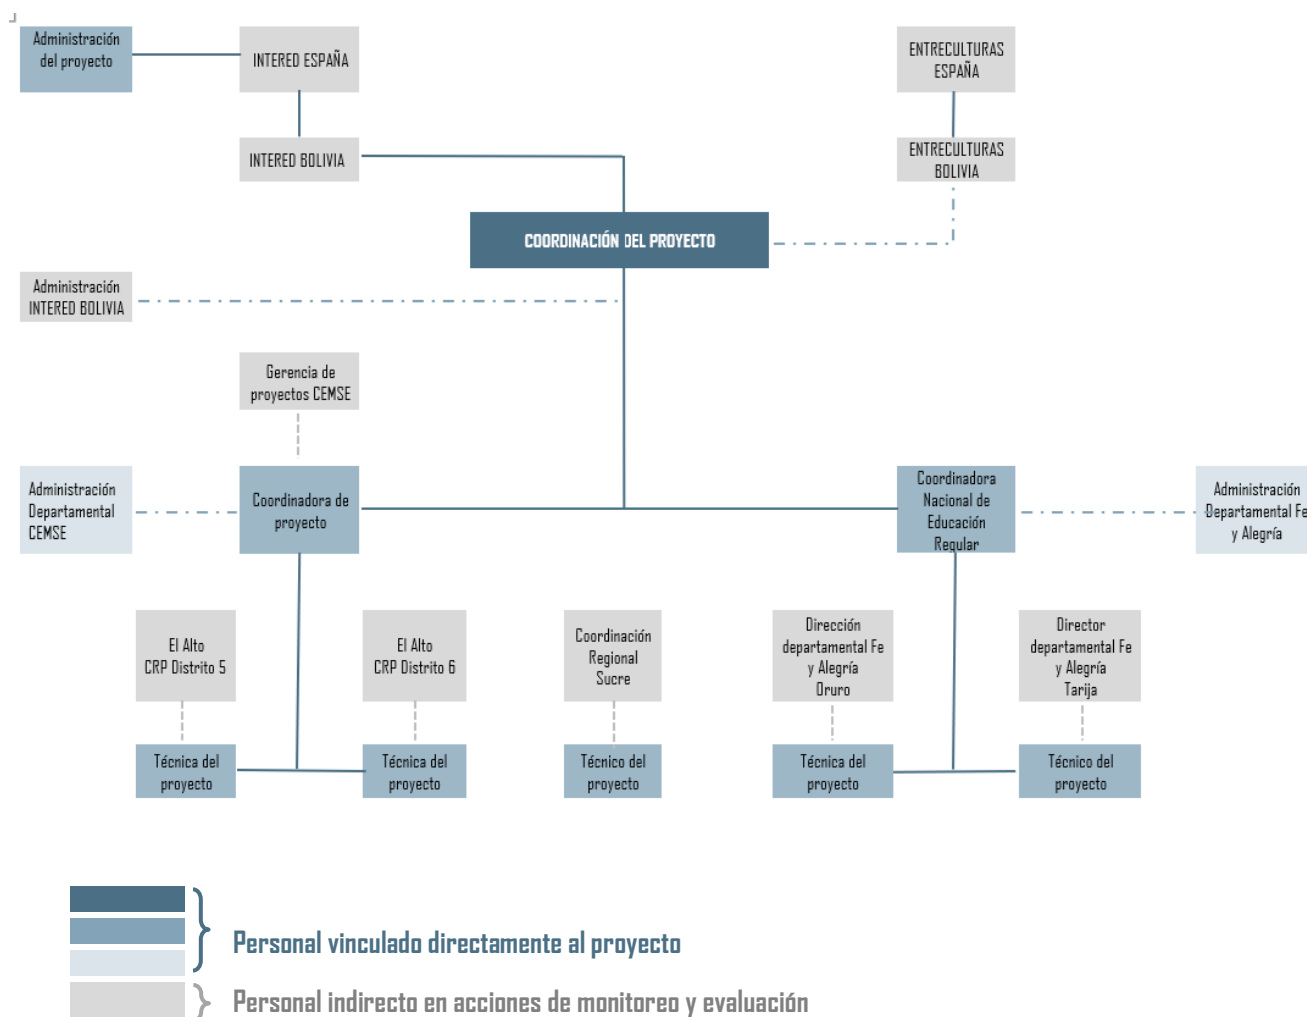 Administración
del proyecto
INTERED ESPAÑA
ENTRECULTURAS
ESPAÑA
INTERED BOLIVIA
ENTRECULTURAS
BOLIVIA
COORDINACIÓN DEL PROYECTO
Administración
INTERED BOLIVIA
Gerencia de
proyectos CEMSE
Administración
Departamental
CEMSE
Coordinadora de
proyecto
Coordinadora
Nacional de
Educación
Regular
Administración
Departamental Fe
y Alegría
El Alto
CRP Distrito 5
El Alto
CRP Distrito 6
Coordinación
Regional
Sucre
Dirección
departamental Fe
y Alegría
Oruro
Director
departamental Fe
y Alegría
Tarija
Técnica del
proyecto
Técnica del
proyecto
Técnico del
proyecto
Técnica del
proyecto
Técnico del
proyecto
Personal vinculado directamente al proyecto
Personal indirecto en acciones de monitoreo y evaluación